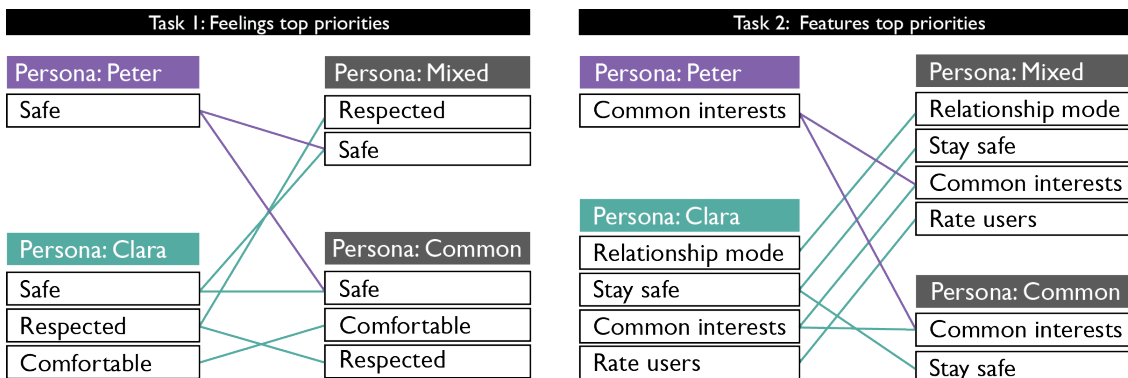 Task 1: Feelings top priorities
Persona: Peter
Safe
Persona: Mixed
Respected
Safe
Persona: Clara
Safe
Respected
Comfortable
Persona: Common
Safe
Comfortable
Respected
Task 2: Features top priorities
Persona: Peter
Common interests
Persona: Mixed
Relationship mode
Stay safe
Common interests
Rate users
Persona: Clara
Relationship mode
Stay safe
Common interests
Rate users
Persona: Common
Common interests
Stay safe